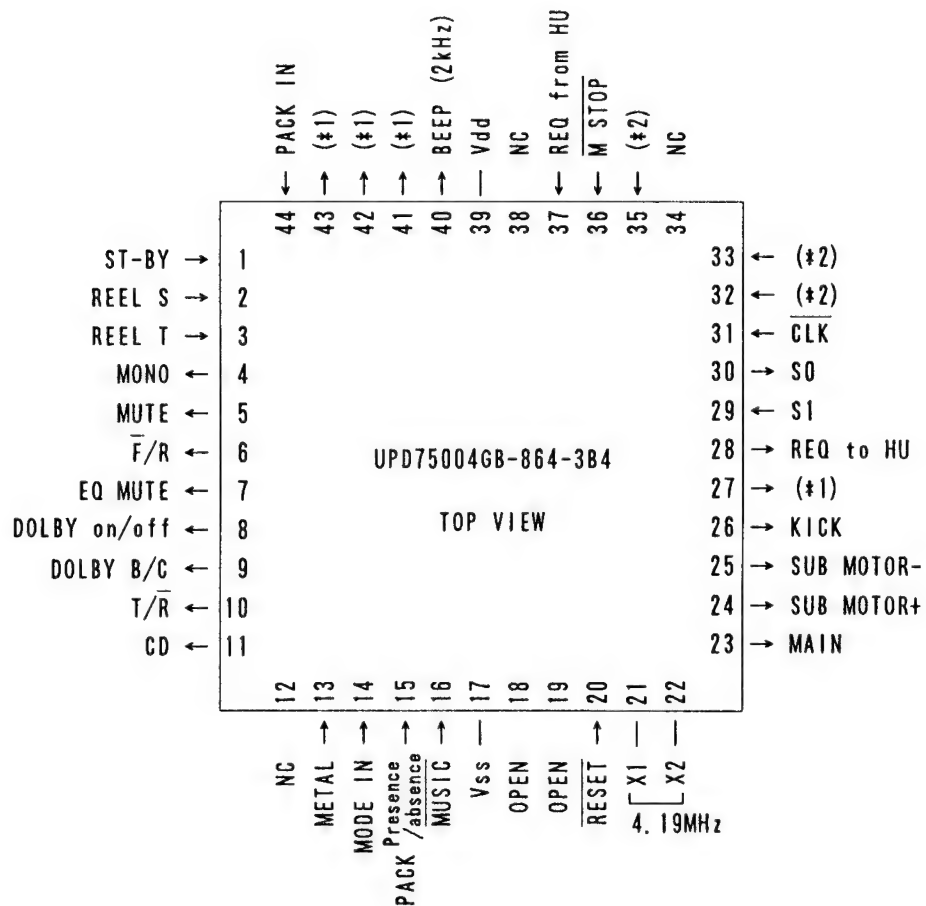 PACK IN
(*1)
(*1)
(*1)
BEEP (2kHz)
Vdd
NC
REQ from HU
M STOP
(*2)
NC
44 43 42 41 40 39 38 37 36 35 34
ST-BY → 1
REEL S → 2
REEL T → 3
MONO ← 4
MUTE ← 5
F̅/R ← 6
EQ MUTE ← 7
DOLBY on/off ← 8
DOLBY B/C ← 9
T/R̅ ← 10
CD ← 11
33 ← (*2)
32 ← (*2)
31 ← C̅L̅K̅
30 → SO
29 ← S1
28 → REQ to HU
27 → (*1)
26 → KICK
25 → SUB MOTOR-
24 → SUB MOTOR+
23 → MAIN
UPD75004GB-864-3B4
TOP VIEW
12 13 14 15 16 17 18 19 20 21 22
NC
METAL
MODE IN
PACK Presence
/absence
M̅U̅S̅I̅C̅
Vss
OPEN
OPEN
R̅E̅S̅E̅T̅
X1
X2
4.19MHz